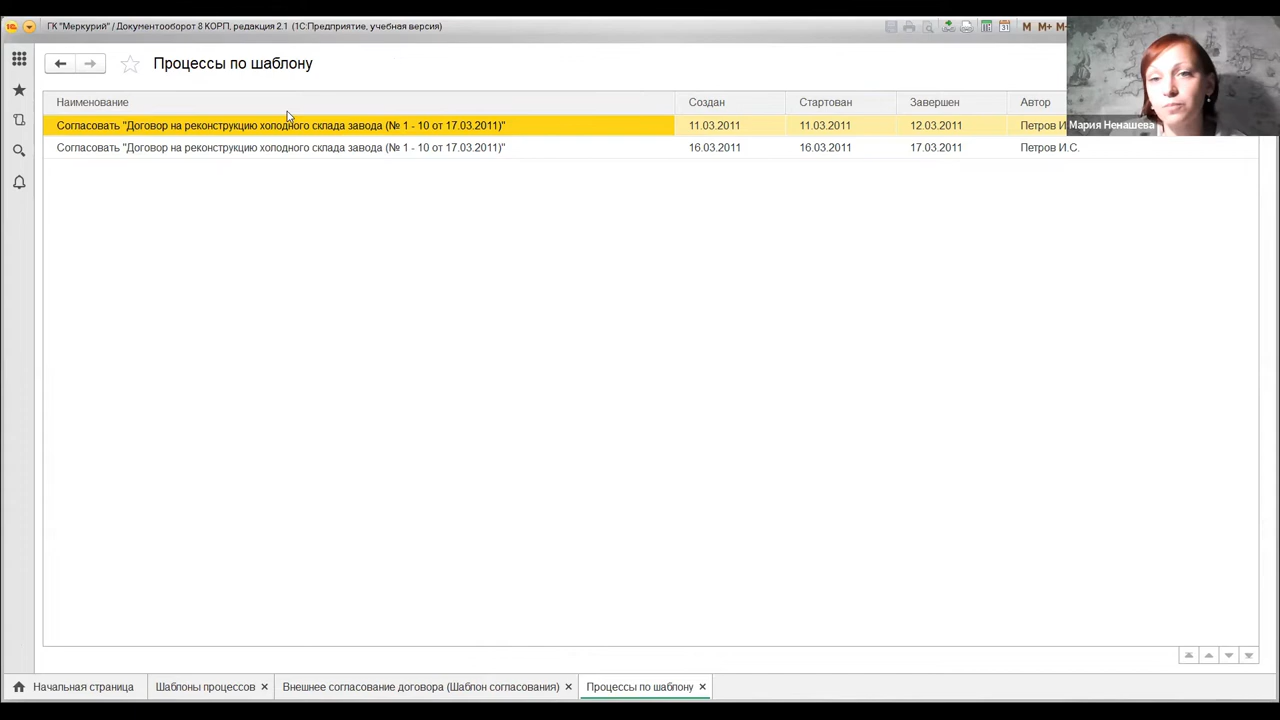 ГК "Меркурий" / Документооборот 8 КОРП, редакция 2.1 (1С:Предприятие, учебная версия)
M M+ M-
Процессы по шаблону
Мария Ненашева
Наименование Создан Стартован Завершен Автор
Согласовать "Договор на реконструкцию холодного склада завода (№ 1 - 10 от 17.03.2011)" 11.03.2011 11.03.2011 12.03.2011 Петров И
Согласовать "Договор на реконструкцию холодного склада завода (№ 1 - 10 от 17.03.2011)" 16.03.2011 16.03.2011 17.03.2011 Петров И.С.
Начальная страница Шаблоны процессов × Внешнее согласование договора (Шаблон согласования) × Процессы по шаблону ×